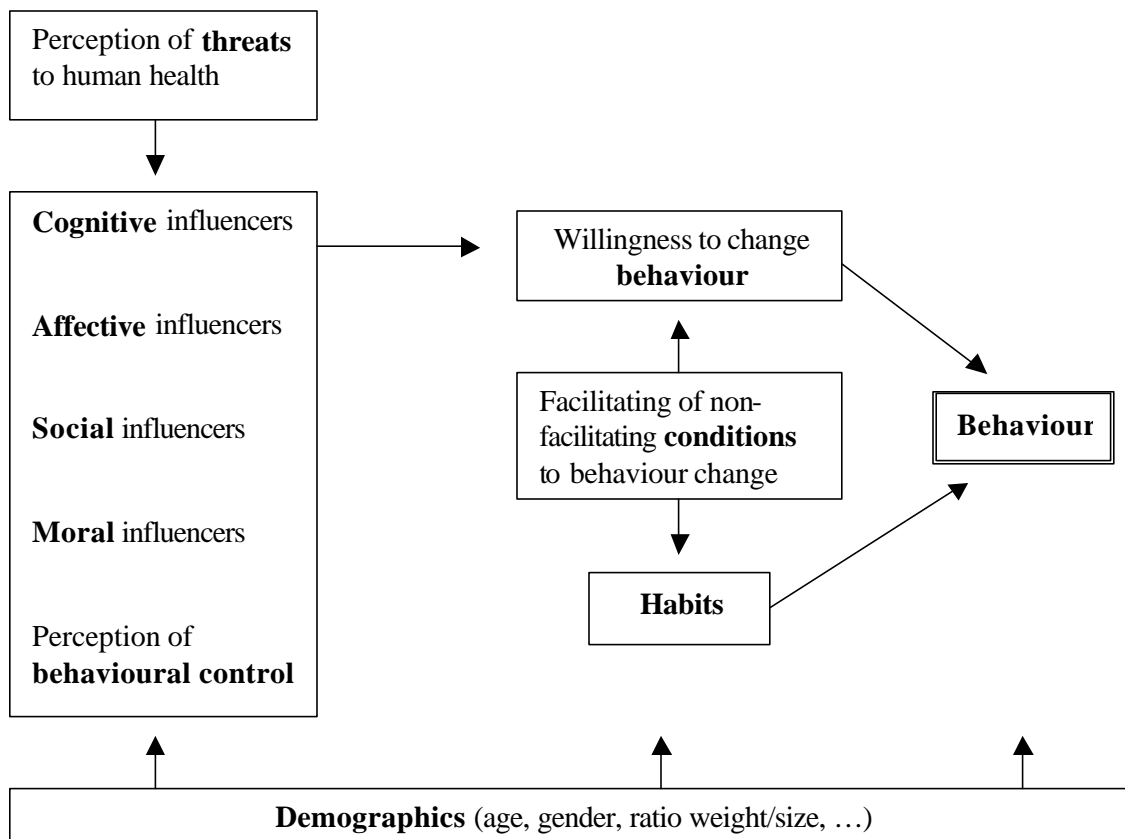 Perception of threats
to human health
Cognitive influencers
Affective influencers
Social influencers
Moral influencers
Perception of
behavioural control
Willingness to change
behaviour
Facilitating of non-
facilitating conditions
to behaviour change
Habits
Behaviour
Demographics (age, gender, ratio weight/size, …)